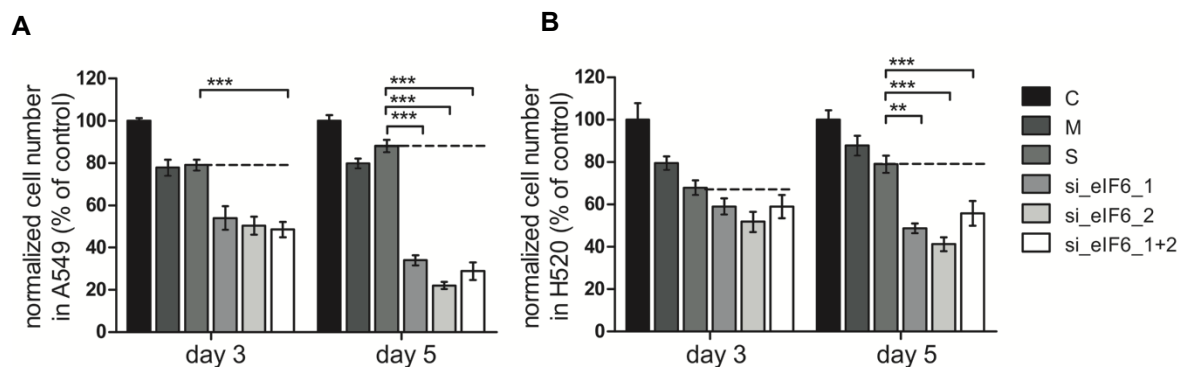 A
normalized cell number
in A549 (% of control)
120
100
80
60
40
20
0
***
***
***
***
day 3
day 5
B
normalized cell number
in H520 (% of control)
120
100
80
60
40
20
0
***
***
**
day 3
day 5
C
M
S
si_eIF6_1
si_eIF6_2
si_eIF6_1+2